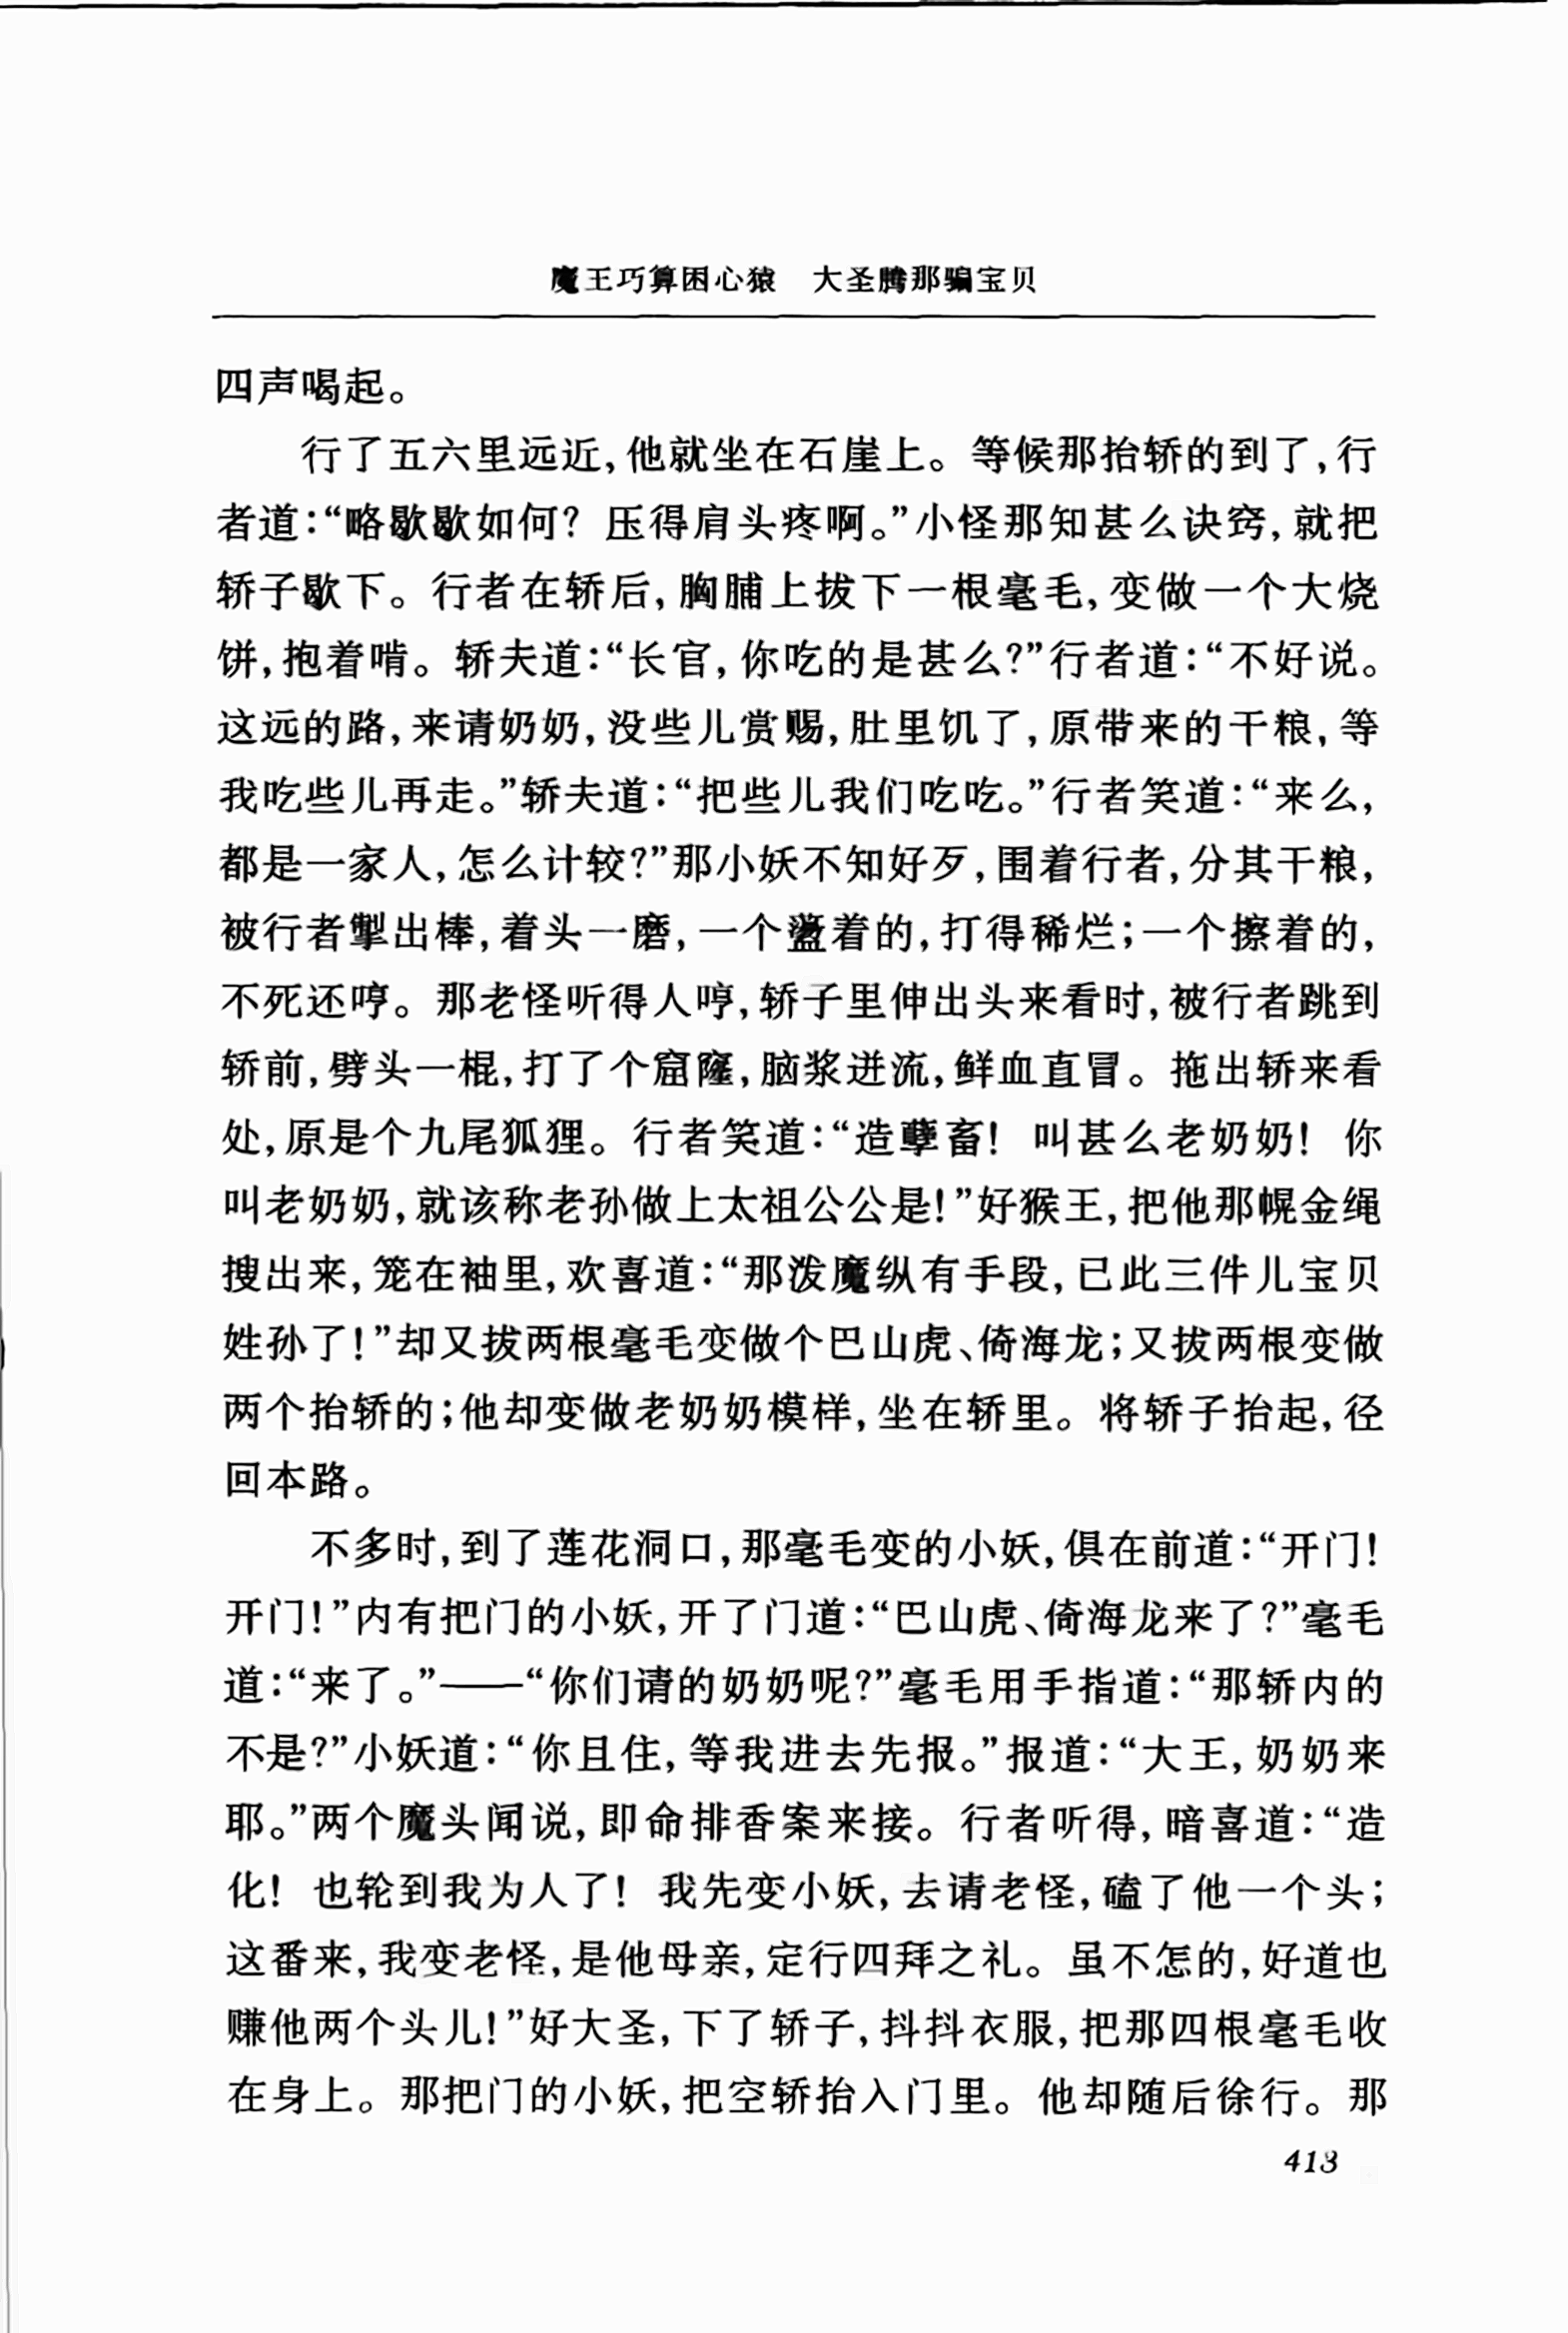 魔王巧算困心猿　大圣腾那骗宝贝
四声喝起。
行了五六里远近,他就坐在石崖上。等候那抬轿的到了,行
者道:“略歇歇如何? 压得肩头疼啊。”小怪那知甚么诀窍,就把
轿子歇下。行者在轿后,胸脯上拔下一根毫毛,变做一个大烧
饼,抱着啃。轿夫道:“长官,你吃的是甚么?”行者道:“不好说。
这远的路,来请奶奶,没些儿赏赐,肚里饥了,原带来的干粮,等
我吃些儿再走。”轿夫道:“把些儿我们吃吃。”行者笑道:“来么,
都是一家人,怎么计较?”那小妖不知好歹,围着行者,分其干粮,
被行者掣出棒,着头一磨,一个盪着的,打得稀烂;一个擦着的,
不死还哼。那老怪听得人哼,轿子里伸出头来看时,被行者跳到
轿前,劈头一棍,打了个窟窿,脑浆迸流,鲜血直冒。拖出轿来看
处,原是个九尾狐狸。行者笑道:“造孽畜! 叫甚么老奶奶! 你
叫老奶奶,就该称老孙做上太祖公公是!”好猴王,把他那幌金绳
搜出来,笼在袖里,欢喜道:“那泼魔纵有手段,已此三件儿宝贝
姓孙了!”却又拔两根毫毛变做个巴山虎、倚海龙;又拔两根变做
两个抬轿的;他却变做老奶奶模样,坐在轿里。将轿子抬起,径
回本路。
不多时,到了莲花洞口,那毫毛变的小妖,俱在前道:“开门!
开门!”内有把门的小妖,开了门道:“巴山虎、倚海龙来了?”毫毛
道:“来了。”——“你们请的奶奶呢?”毫毛用手指道:“那轿内的
不是?”小妖道:“你且住,等我进去先报。”报道:“大王,奶奶来
耶。”两个魔头闻说,即命排香案来接。行者听得,暗喜道:“造
化! 也轮到我为人了! 我先变小妖,去请老怪,磕了他一个头;
这番来,我变老怪,是他母亲,定行四拜之礼。虽不怎的,好道也
赚他两个头儿!”好大圣,下了轿子,抖抖衣服,把那四根毫毛收
在身上。那把门的小妖,把空轿抬入门里。他却随后徐行。那
413